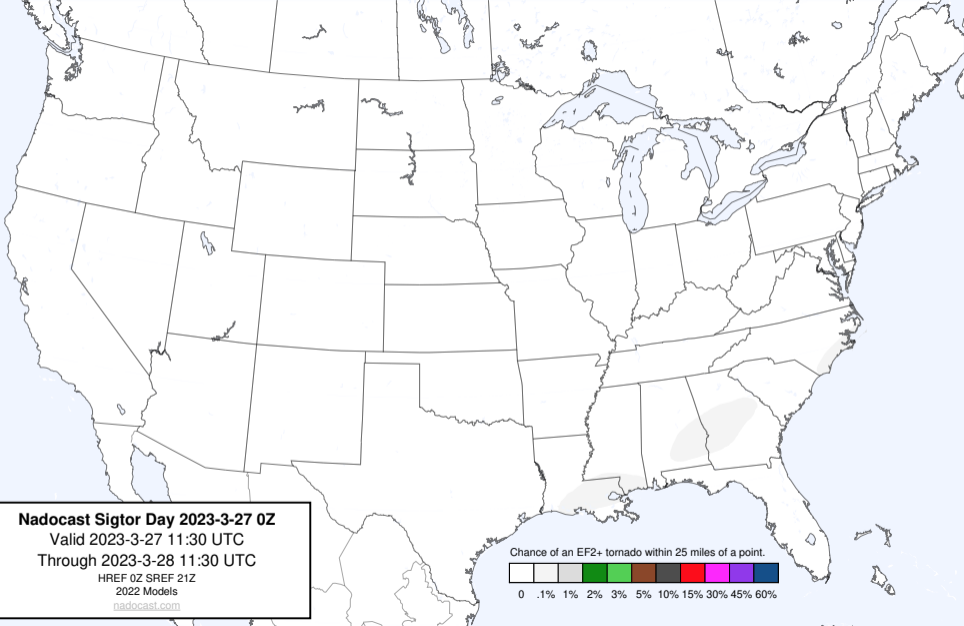 Nadocast Sigtor Day 2023-3-27 0Z
Valid 2023-3-27 11:30 UTC
Through 2023-3-28 11:30 UTC
HREF 0Z SREF 21Z
2022 Models
nadocast.com
Chance of an EF2+ tornado within 25 miles of a point.
0 .1% 1% 2% 3% 5% 10% 15% 30% 45% 60%